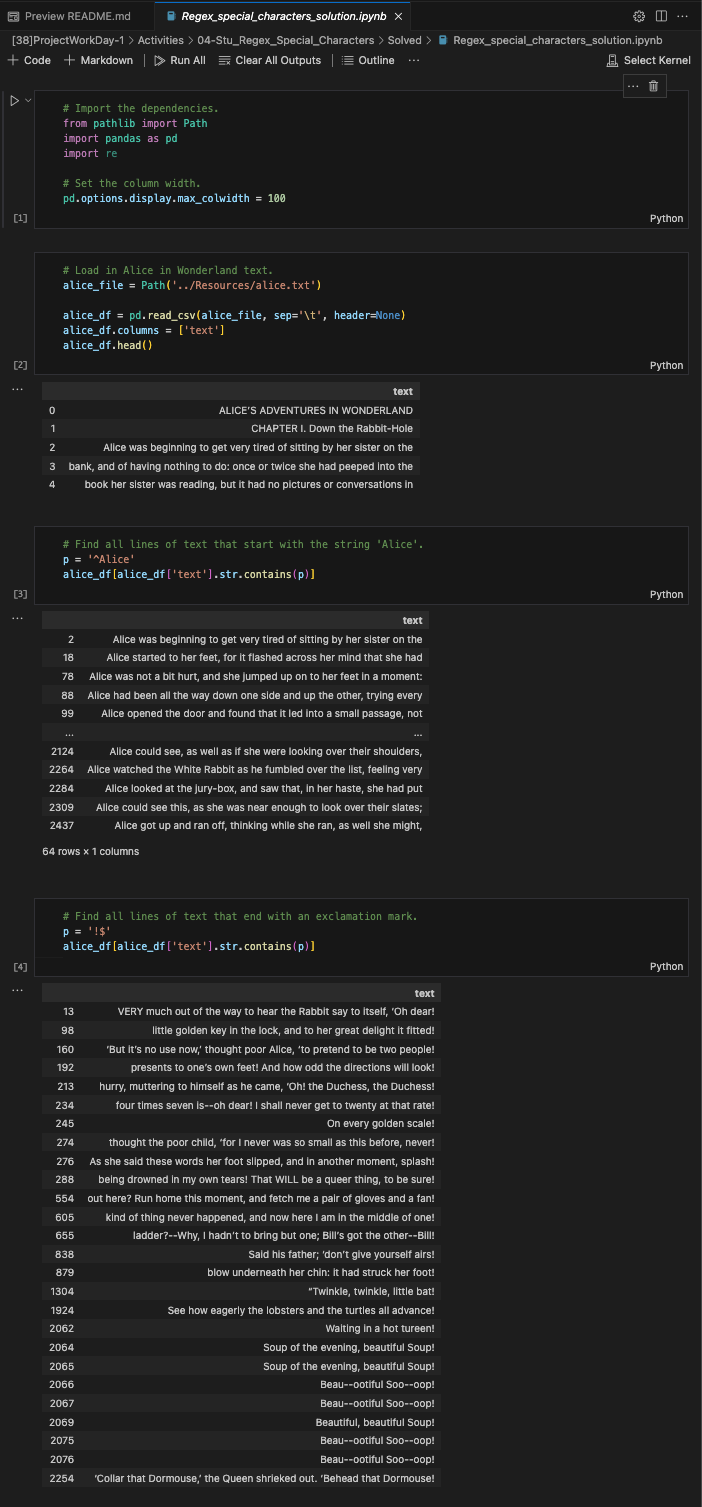 Preview README.md
Regex_special_characters_solution.ipynb
[38]ProjectWorkDay-1 > Activities > 04-Stu_Regex_Special_Characters > Solved > Regex_special_characters_solution.ipynb
+ Code + Markdown Run All Clear All Outputs Outline ... Select Kernel
# Import the dependencies.
from pathlib import Path
import pandas as pd
import re
# Set the column width.
pd.options.display.max_colwidth = 100
[1] Python
# Load in Alice in Wonderland text.
alice_file = Path('../Resources/alice.txt')
alice_df = pd.read_csv(alice_file, sep='\t', header=None)
alice_df.columns = ['text']
alice_df.head()
[2] Python
text
0 ALICE'S ADVENTURES IN WONDERLAND
1 CHAPTER I. Down the Rabbit-Hole
2 Alice was beginning to get very tired of sitting by her sister on the
3 bank, and of having nothing to do: once or twice she had peeped into the
4 book her sister was reading, but it had no pictures or conversations in
# Find all lines of text that start with the string 'Alice'.
p = '^Alice'
alice_df[alice_df['text'].str.contains(p)]
[3] Python
text
2 Alice was beginning to get very tired of sitting by her sister on the
18 Alice started to her feet, for it flashed across her mind that she had
78 Alice was not a bit hurt, and she jumped up on to her feet in a moment:
88 Alice had been all the way down one side and up the other, trying every
99 Alice opened the door and found that it led into a small passage, not
... ...
2124 Alice could see, as well as if she were looking over their shoulders,
2264 Alice watched the White Rabbit as he fumbled over the list, feeling very
2284 Alice looked at the jury-box, and saw that, in her haste, she had put
2309 Alice could see this, as she was near enough to look over their slates;
2437 Alice got up and ran off, thinking while she ran, as well she might,
64 rows × 1 columns
# Find all lines of text that end with an exclamation mark.
p = '!$'
alice_df[alice_df['text'].str.contains(p)]
[4] Python
text
13 VERY much out of the way to hear the Rabbit say to itself, 'Oh dear!
98 little golden key in the lock, and to her great delight it fitted!
160 'But it's no use now,' thought poor Alice, 'to pretend to be two people!
192 presents to one's own feet! And how odd the directions will look!
213 hurry, muttering to himself as he came, 'Oh! the Duchess, the Duchess!
234 four times seven is--oh dear! I shall never get to twenty at that rate!
245 On every golden scale!
274 thought the poor child, 'for I never was so small as this before, never!
276 As she said these words her foot slipped, and in another moment, splash!
288 being drowned in my own tears! That WILL be a queer thing, to be sure!
554 out here? Run home this moment, and fetch me a pair of gloves and a fan!
605 kind of thing never happened, and now here I am in the middle of one!
655 ladder?--Why, I hadn't to bring but one; Bill's got the other--Bill!
838 Said his father; 'don't give yourself airs!
879 blow underneath her chin: it had struck her foot!
1304 "Twinkle, twinkle, little bat!
1924 See how eagerly the lobsters and the turtles all advance!
2062 Waiting in a hot tureen!
2064 Soup of the evening, beautiful Soup!
2065 Soup of the evening, beautiful Soup!
2066 Beau--ootiful Soo--oop!
2067 Beau--ootiful Soo--oop!
2069 Beautiful, beautiful Soup!
2075 Beau--ootiful Soo--oop!
2076 Beau--ootiful Soo--oop!
2254 'Collar that Dormouse,' the Queen shrieked out. 'Behead that Dormouse!